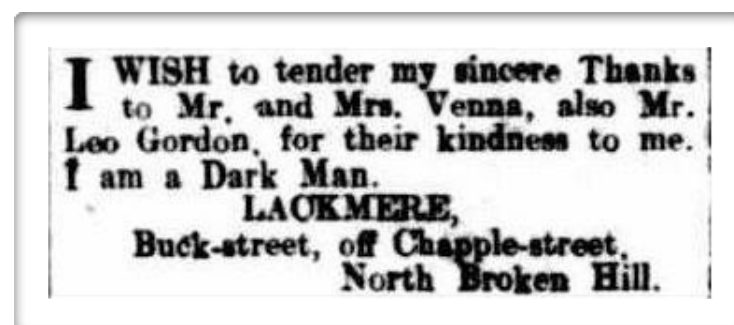 I WISH to tender my sincere Thanks
to Mr. and Mrs. Venna, also Mr.
Leo Gordon, for their kindness to me.
I am a Dark Man.
LACKMERE,
Buck-street, off Chapple-street,
North Broken Hill.